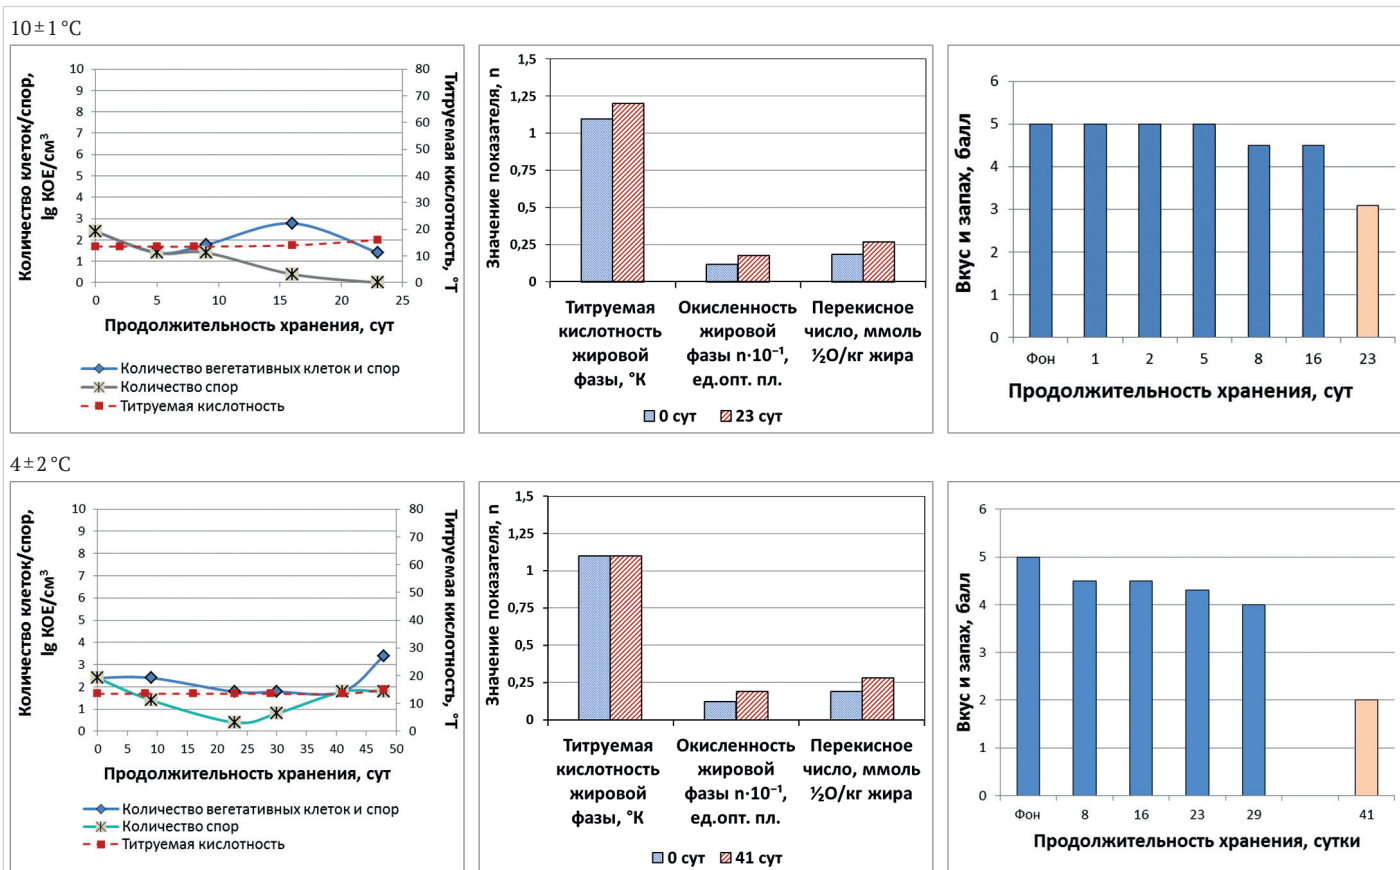 10±1 °C
Количество клеток/спор,
lg КОЕ/см³
10
9
8
7
6
5
4
3
2
1
0
80
70
60
50
40
30
20
10
0
Титруемая кислотность, °Т
0 5 10 15 20 25
Продолжительность хранения, сут
Количество вегетативных клеток и спор
Количество спор
Титруемая кислотность
Значение показателя, n
1,5
1,25
1
0,75
0,5
0,25
0
Титруемая
кислотность
жировой
фазы, °К
Окисленность
жировой
фазы n·10⁻¹,
ед.опт. пл.
Перекисное
число, ммоль
½О/кг жира
0 сут 23 сут
Вкус и запах, балл
6
5
4
3
2
1
0
Фон 1 2 5 8 16 23
Продолжительность хранения, сут
4±2 °C
Количество клеток/спор,
lg КОЕ/см³
10
9
8
7
6
5
4
3
2
1
0
80
70
60
50
40
30
20
10
0
Титруемая кислотность, °Т
0 5 10 15 20 25 30 35 40 45 50
Продолжительность хранения, сут
Количество вегетативных клеток и спор
Количество спор
Титруемая кислотность
Значение показателя, n
1,5
1,25
1
0,75
0,5
0,25
0
Титруемая
кислотность
жировой
фазы, °К
Окисленность
жировой
фазы n·10⁻¹,
ед.опт. пл.
Перекисное
число, ммоль
½О/кг жира
0 сут 41 сут
Вкус и запах, балл
6
5
4
3
2
1
0
Фон 8 16 23 29 41
Продолжительность хранения, сутки